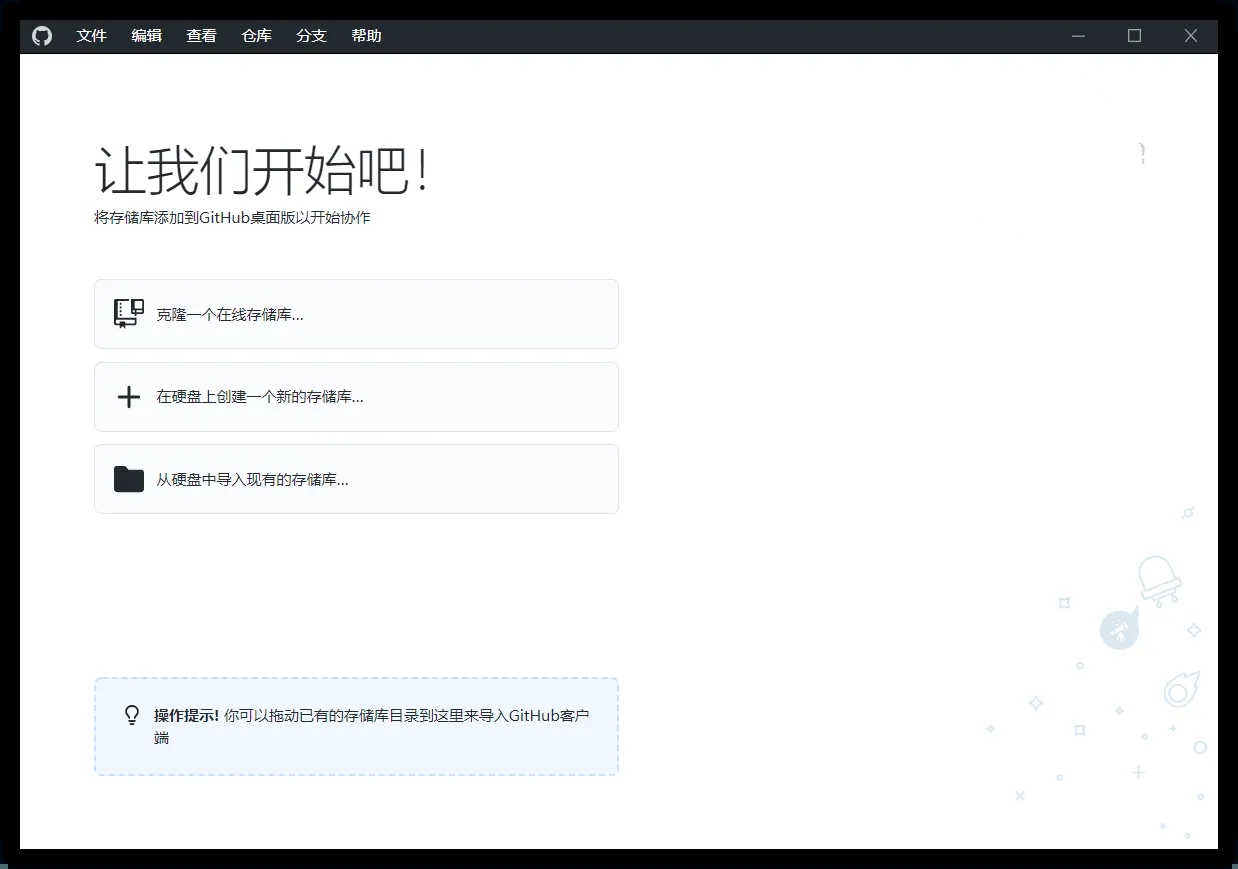 文件 编辑 查看 仓库 分支 帮助
让我们开始吧！
将存储库添加到GitHub桌面版以开始协作
克隆一个在线存储库...
在硬盘上创建一个新的存储库...
从硬盘中导入现有的存储库...
操作提示! 你可以拖动已有的存储库目录到这里来导入GitHub客户
端